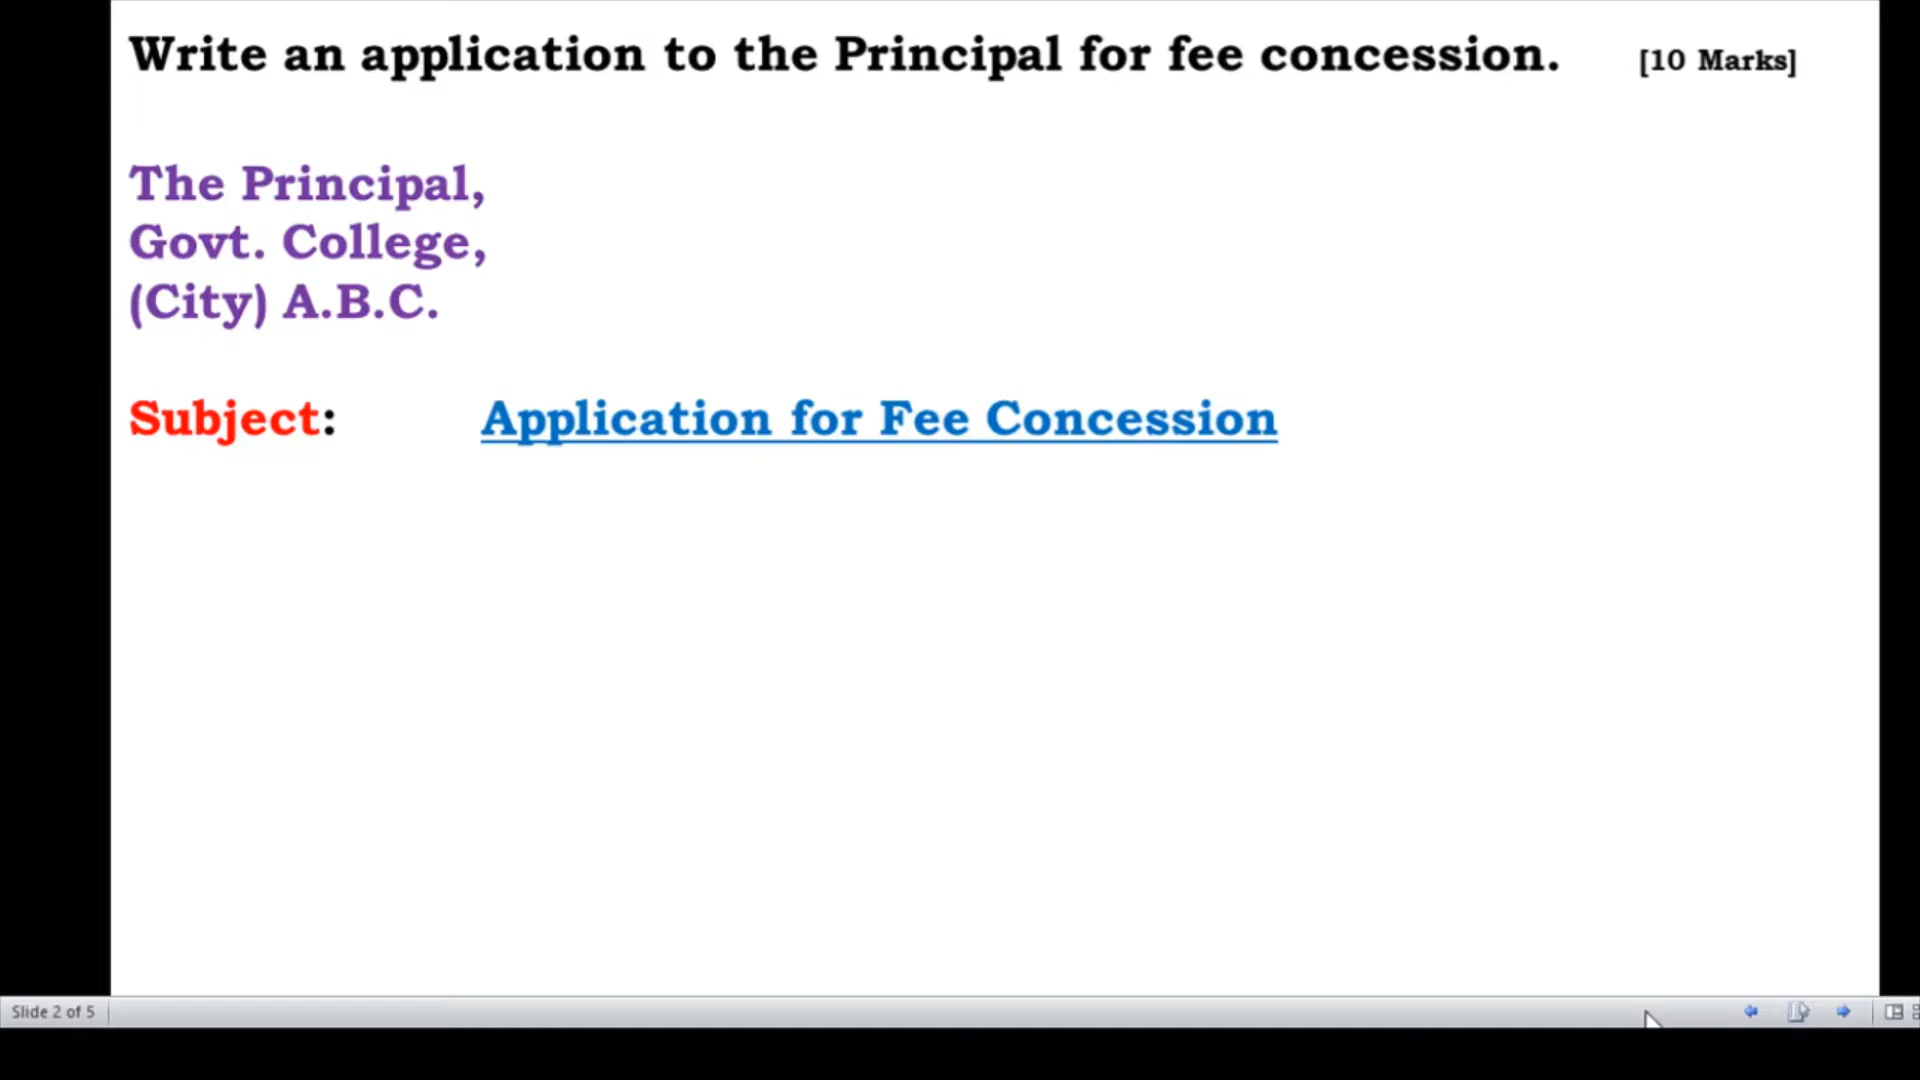 Write an application to the Principal for fee concession. [10 Marks]
The Principal,
Govt. College,
(City) A.B.C.
Subject: Application for Fee Concession
Slide 2 of 5